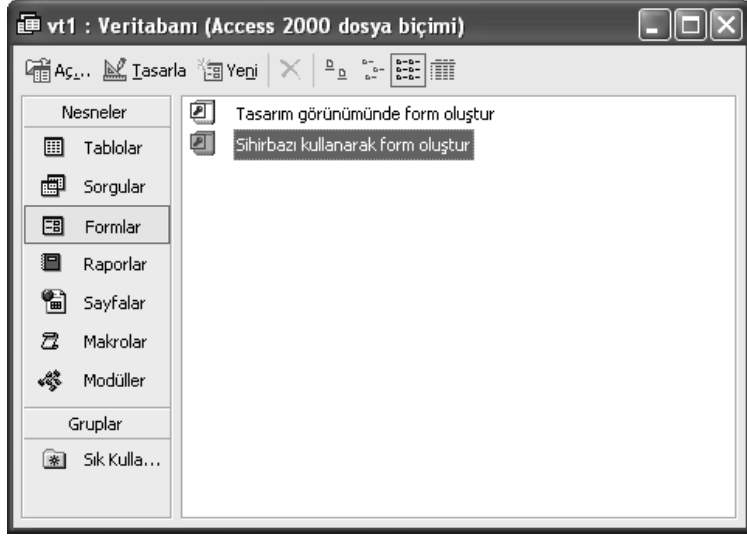 vt1 : Veritabanı (Access 2000 dosya biçimi)
Aç... Tasarla Yeni
Nesneler
Tablolar
Sorgular
Formlar
Raporlar
Sayfalar
Makrolar
Modüller
Gruplar
Sık Kulla...
Tasarım görünümünde form oluştur
Sihirbazı kullanarak form oluştur